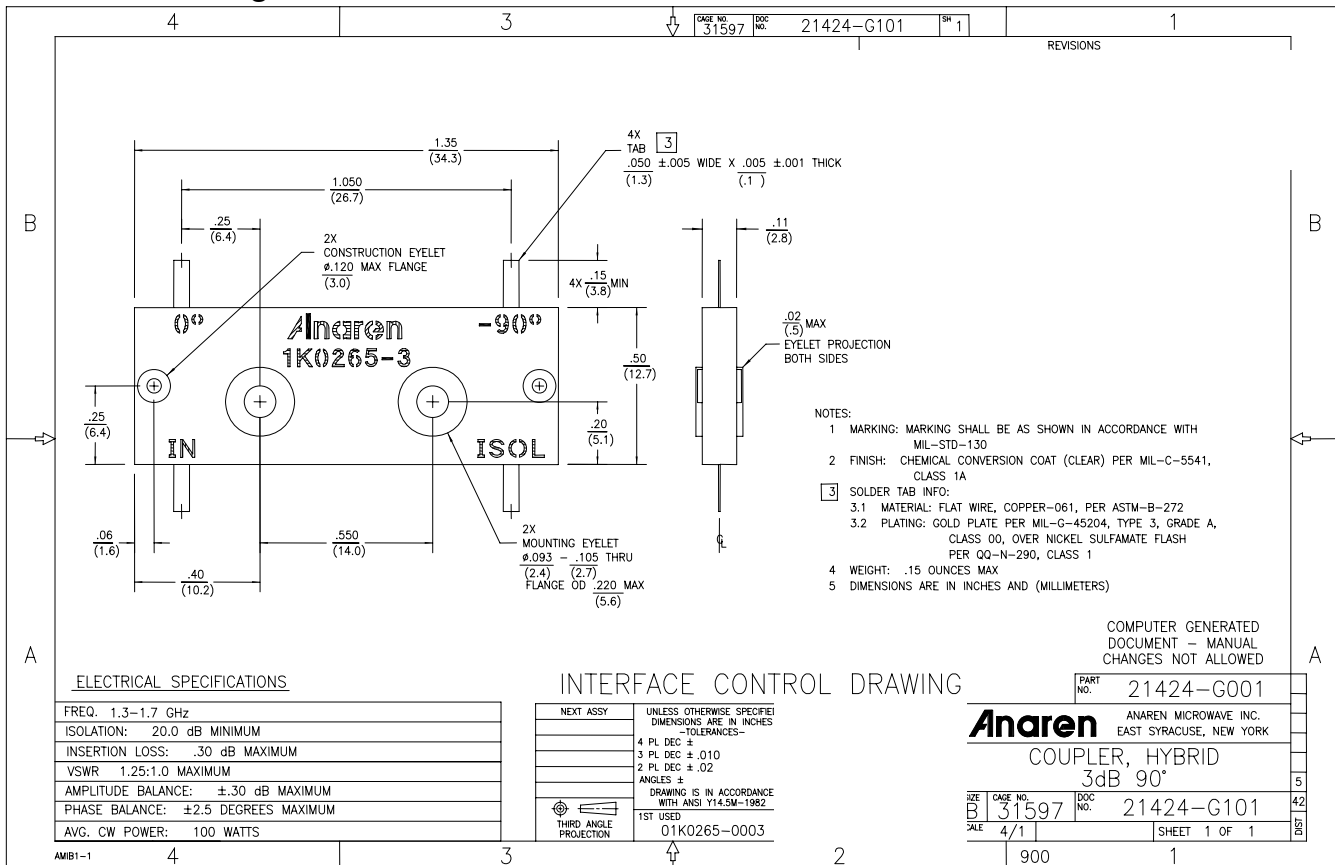 4
3
CAGE NO. 31597 DOC NO. 21424-G101 SH 1
1
REVISIONS
1.35
(34.3)
4X
TAB 3
.050 ±.005 WIDE X .005 ±.001 THICK
(1.3) (.1 )
1.050
(26.7)
B
.25
(6.4)
2X
CONSTRUCTION EYELET
ø.120 MAX FLANGE
(3.0)
.11
(2.8)
B
4X .15 MIN
(3.8)
0° Anaren -90°
1K0265-3
.50
(12.7)
.02 MAX
(.5)
EYELET PROJECTION
BOTH SIDES
.25
(6.4)
.20
(5.1)
IN ISOL
NOTES:
1 MARKING: MARKING SHALL BE AS SHOWN IN ACCORDANCE WITH
MIL-STD-130
2 FINISH: CHEMICAL CONVERSION COAT (CLEAR) PER MIL-C-5541,
CLASS 1A
3 SOLDER TAB INFO:
3.1 MATERIAL: FLAT WIRE, COPPER-061, PER ASTM-B-272
3.2 PLATING: GOLD PLATE PER MIL-G-45204, TYPE 3, GRADE A,
CLASS 00, OVER NICKEL SULFAMATE FLASH
PER QQ-N-290, CLASS 1
4 WEIGHT: .15 OUNCES MAX
5 DIMENSIONS ARE IN INCHES AND (MILLIMETERS)
.06
(1.6)
.550
(14.0)
2X
MOUNTING EYELET
ø.093 - .105 THRU
(2.4) (2.7)
FLANGE OD .220 MAX
(5.6)
.40
(10.2)
CL
COMPUTER GENERATED
DOCUMENT - MANUAL
CHANGES NOT ALLOWED
A
A
ELECTRICAL SPECIFICATIONS
FREQ. 1.3-1.7 GHz
ISOLATION: 20.0 dB MINIMUM
INSERTION LOSS: .30 dB MAXIMUM
VSWR 1.25:1.0 MAXIMUM
AMPLITUDE BALANCE: ±.30 dB MAXIMUM
PHASE BALANCE: ±2.5 DEGREES MAXIMUM
AVG. CW POWER: 100 WATTS
INTERFACE CONTROL DRAWING
NEXT ASSY
UNLESS OTHERWISE SPECIFIE
DIMENSIONS ARE IN INCHES
-TOLERANCES-
4 PL DEC ±
3 PL DEC ± .010
2 PL DEC ± .02
ANGLES ±
DRAWING IS IN ACCORDANCE
WITH ANSI Y14.5M-1982
THIRD ANGLE
PROJECTION
1ST USED
01K0265-0003
PART NO. 21424-G001
Anaren
ANAREN MICROWAVE INC.
EAST SYRACUSE, NEW YORK
COUPLER, HYBRID
3dB 90°
SIZE B CAGE NO. 31597 DOC NO. 21424-G101
4/1 SHEET 1 OF 1
5
42
DIST
AMIB1-1
4
3
2
900
1